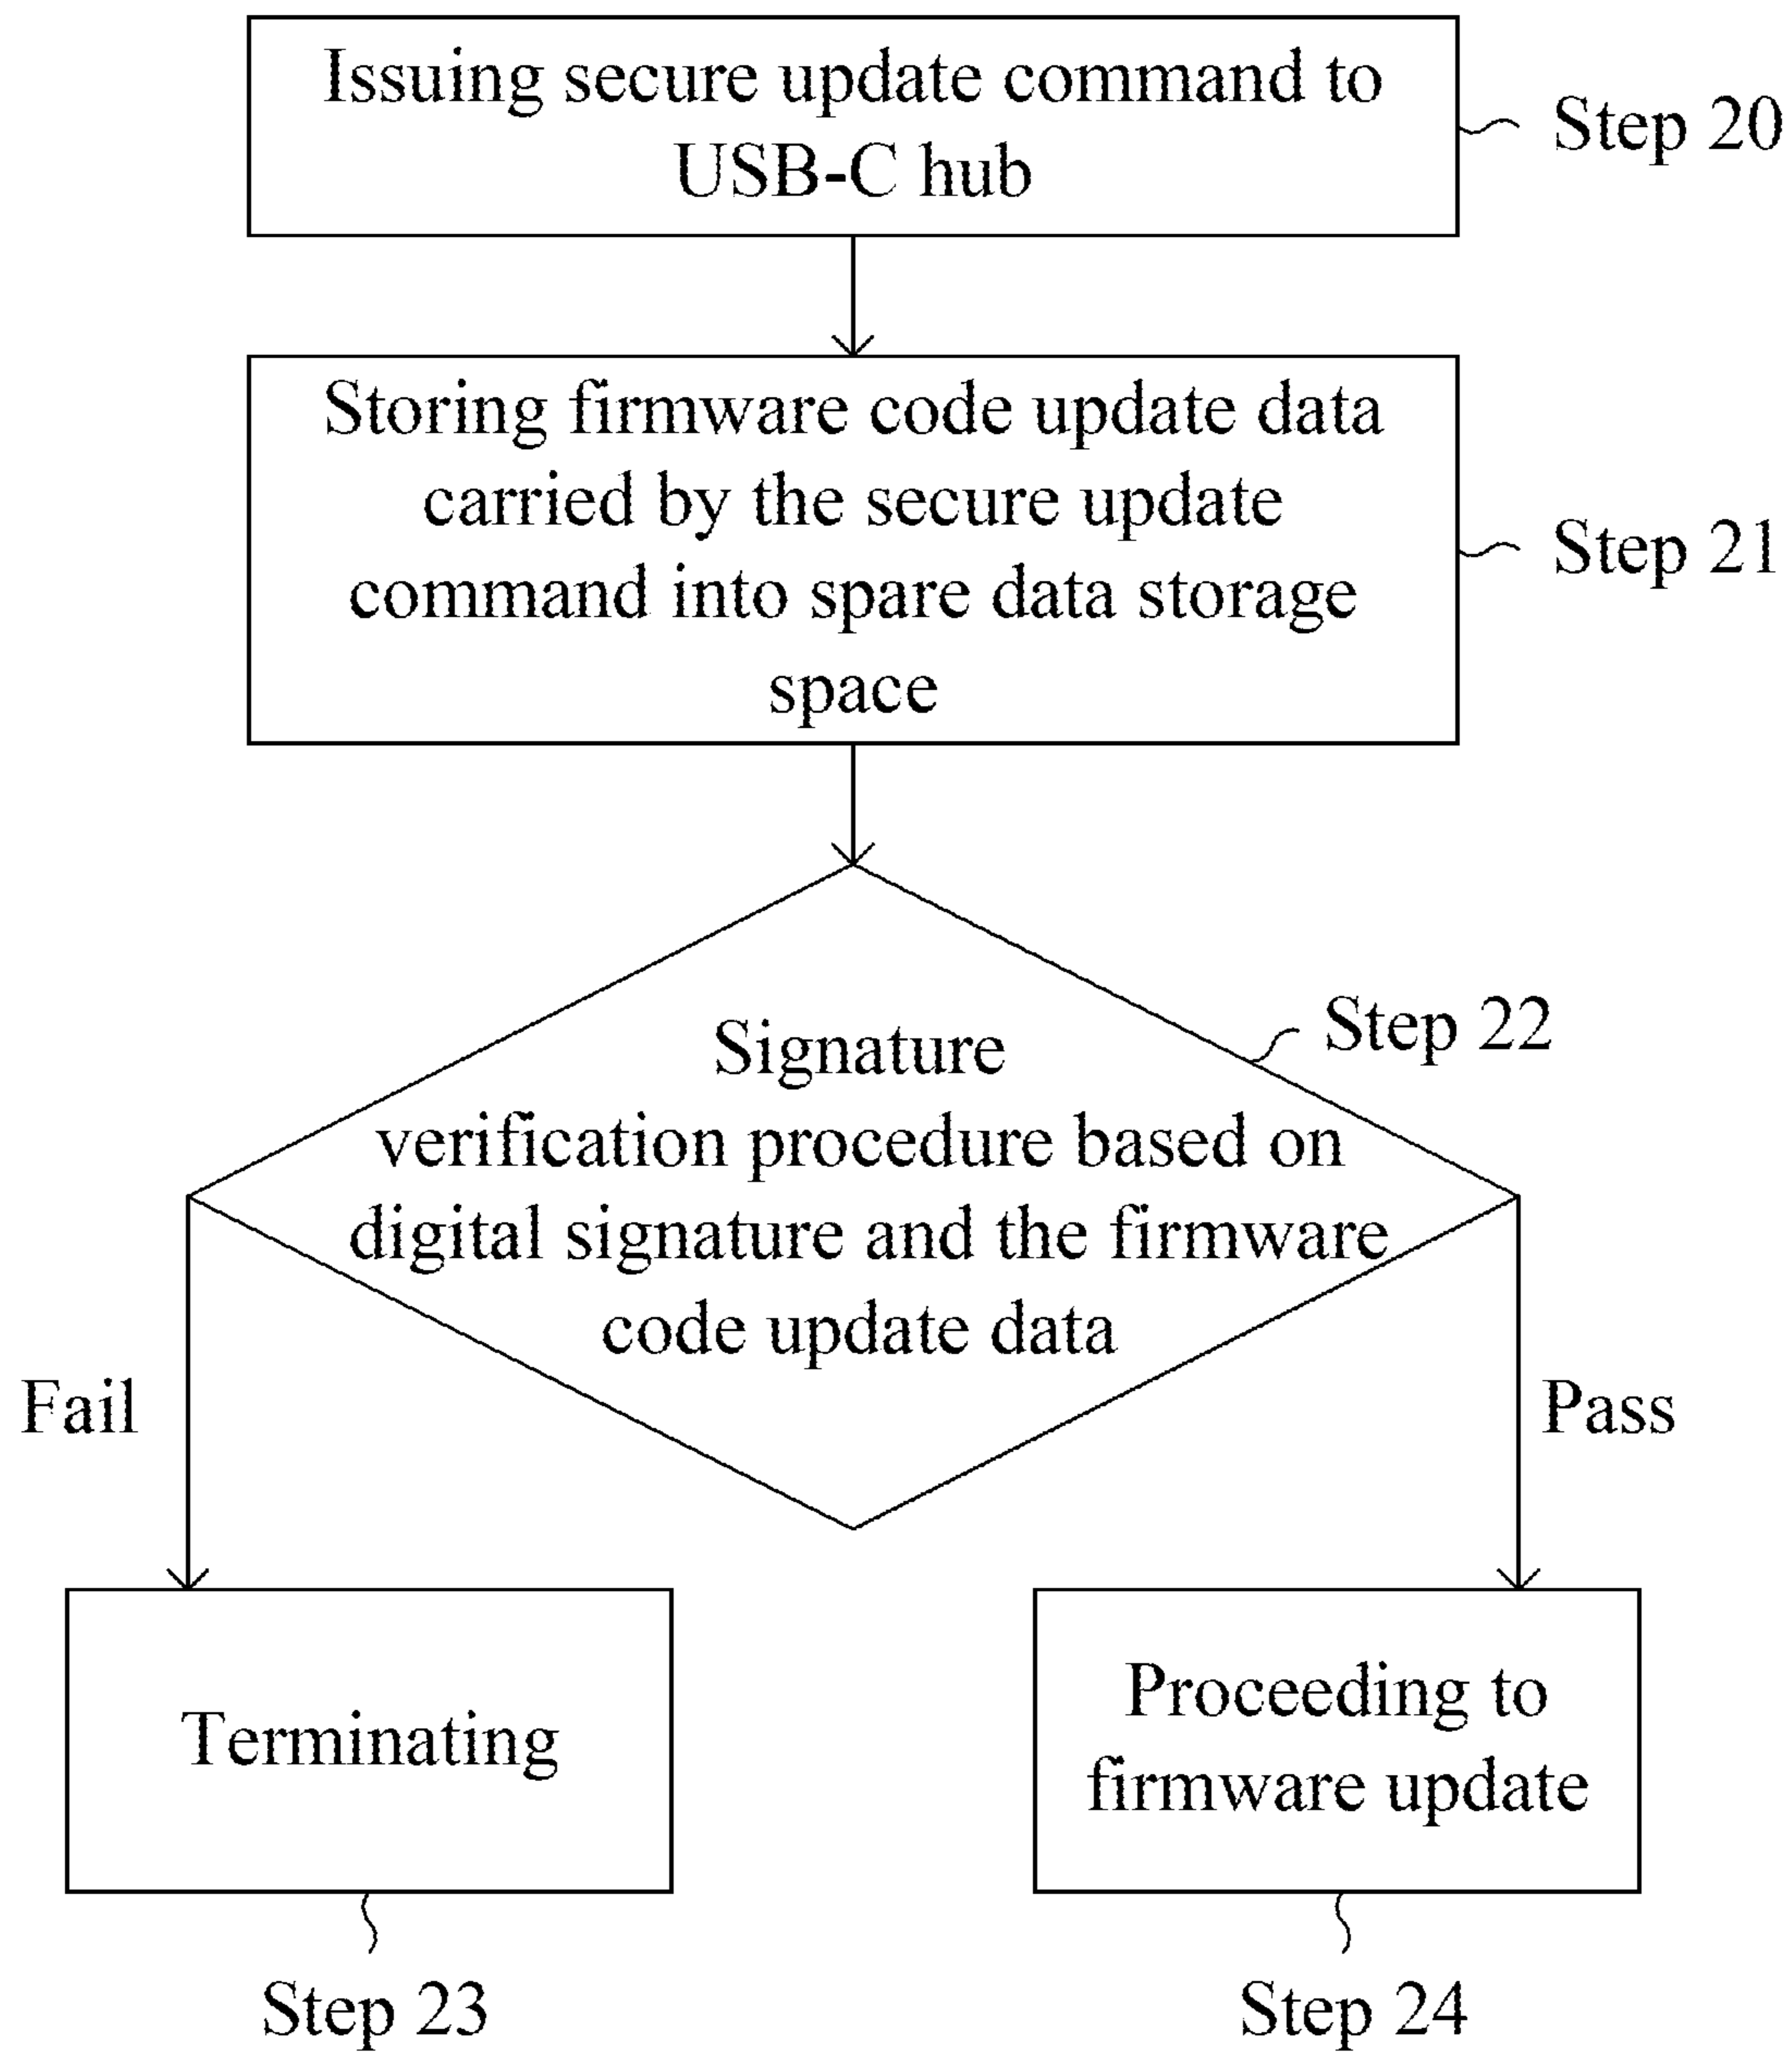 Issuing secure update command to
USB-C hub
Step 20
Storing firmware code update data
carried by the secure update
command into spare data storage
space
Step 21
Signature
verification procedure based on
digital signature and the firmware
code update data
Step 22
Fail
Pass
Terminating
Proceeding to
firmware update
Step 23
Step 24